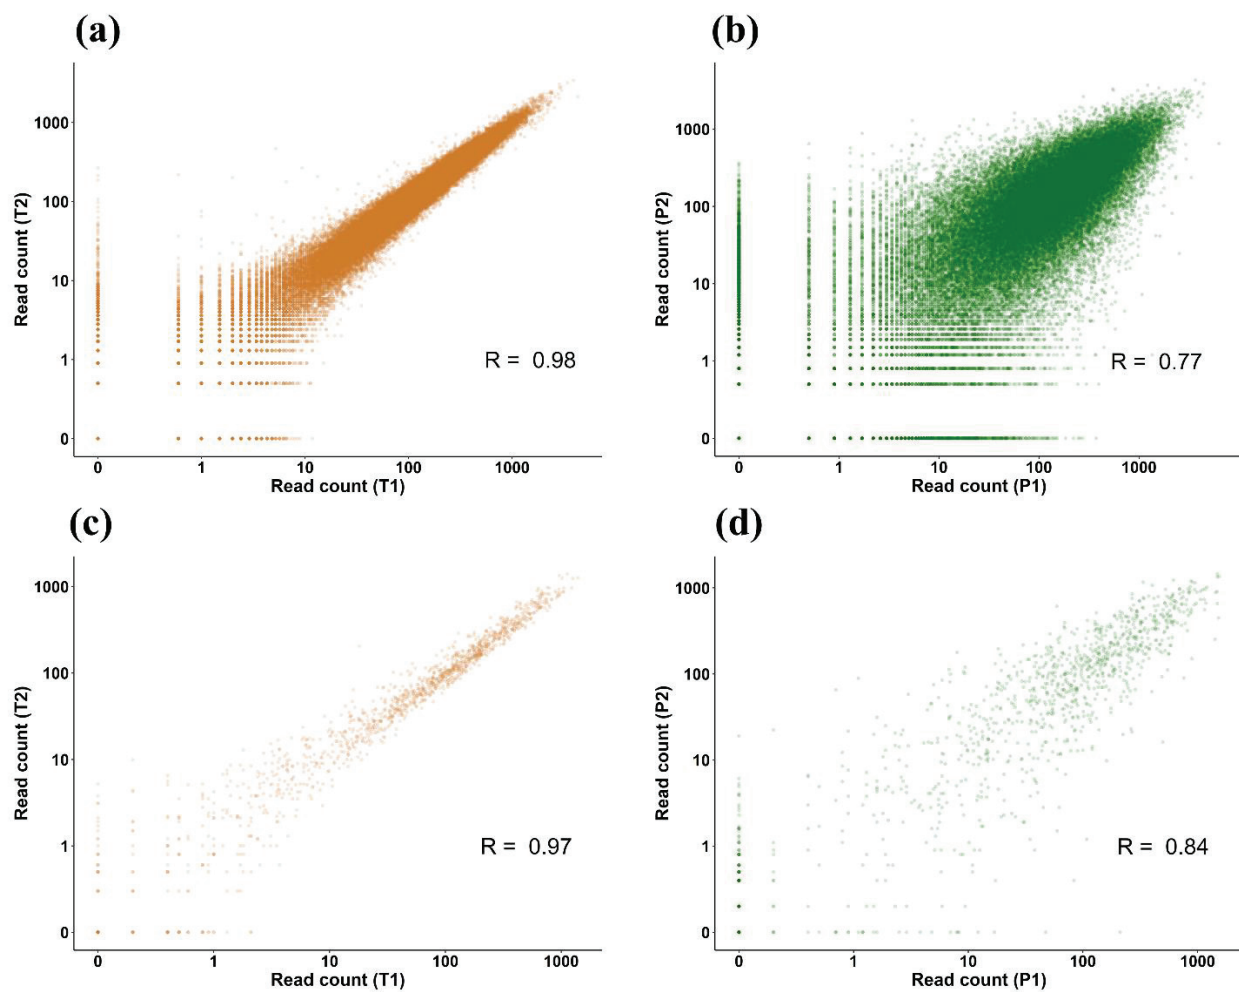 (a)
1000
100
10
1
0
Read count (T2)
R = 0.98
0 1 10 100 1000
Read count (T1)
(b)
1000
100
10
1
0
Read count (P2)
R = 0.77
0 1 10 100 1000
Read count (P1)
(c)
1000
100
10
1
0
Read count (T2)
R = 0.97
0 1 10 100 1000
Read count (T1)
(d)
1000
100
10
1
0
Read count (P2)
R = 0.84
0 1 10 100 1000
Read count (P1)